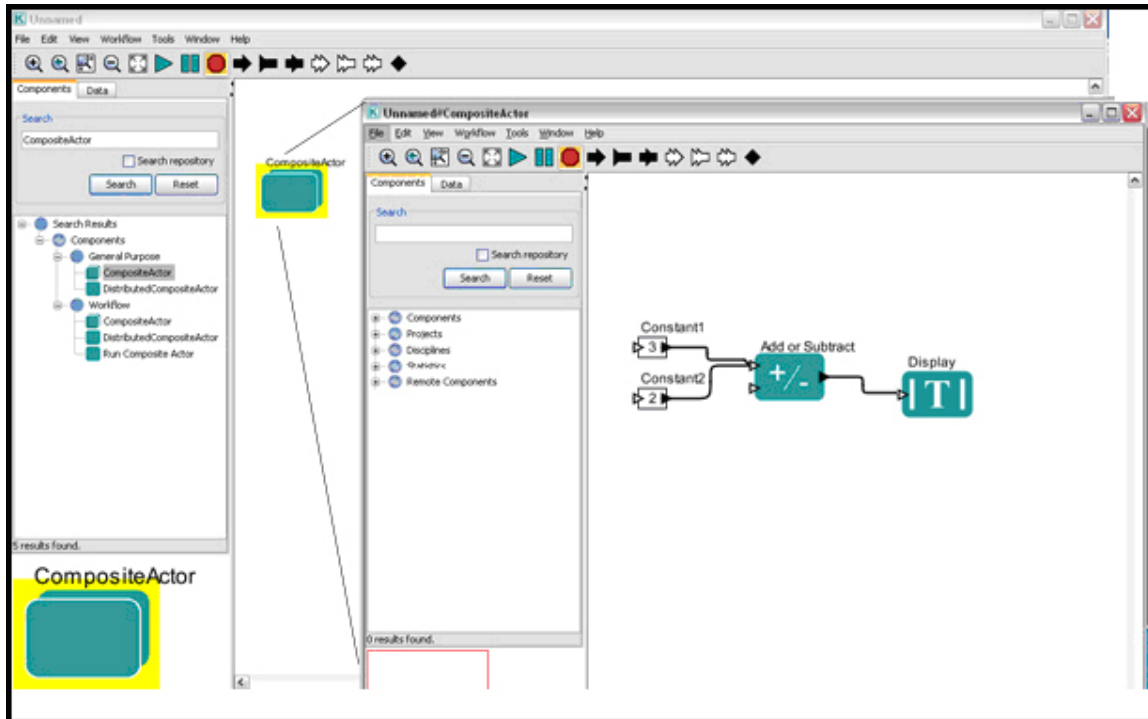 Unnamed
File Edit View Workflow Tools Window Help
Components Data
Search
CompositeActor
Search repository
Search Reset
Search Results
Components
General Purpose
CompositeActor
DistributedCompositeActor
Workflow
CompositeActor
DistributedCompositeActor
Run Composite Actor
5 results found.
CompositeActor
CompositeActor
Unnamed#CompositeActor
File Edit View Workflow Tools Window Help
Components Data
Search
Search repository
Search Reset
Components
Projects
Disciplines
Remote Components
0 results found.
Constant1
3
Constant2
2
Add or Subtract
+/-
Display
T